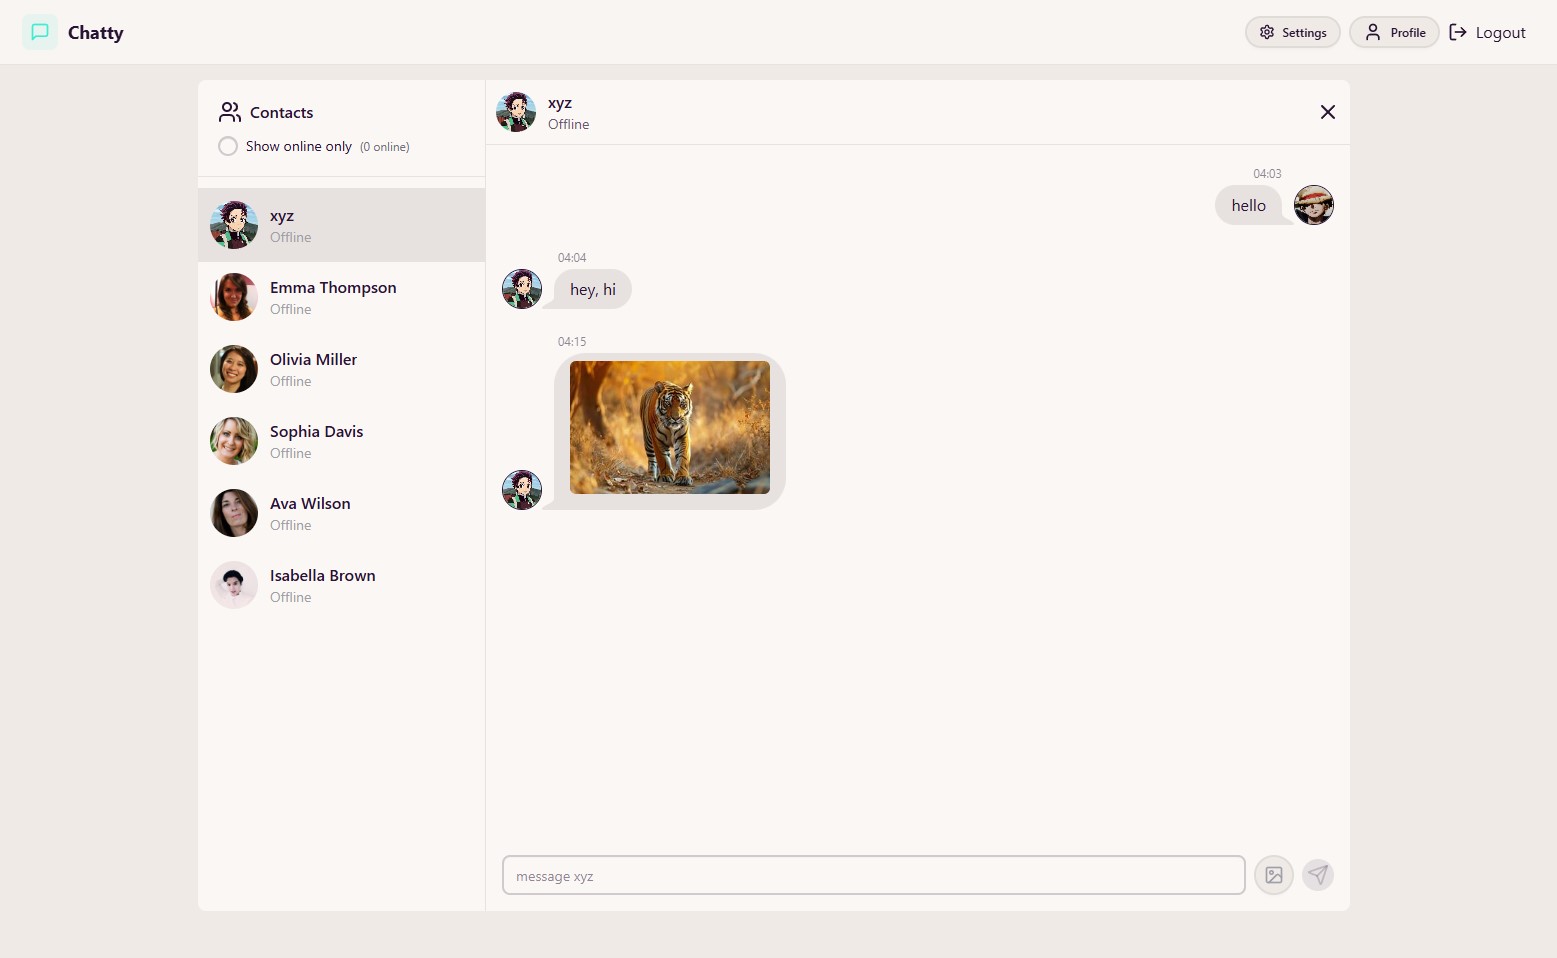 Chatty
Settings
Profile
Logout
Contacts
Show online only (0 online)
xyz
Offline
Emma Thompson
Offline
Olivia Miller
Offline
Sophia Davis
Offline
Ava Wilson
Offline
Isabella Brown
Offline
xyz
Offline
04:03
hello
04:04
hey, hi
04:15
message xyz